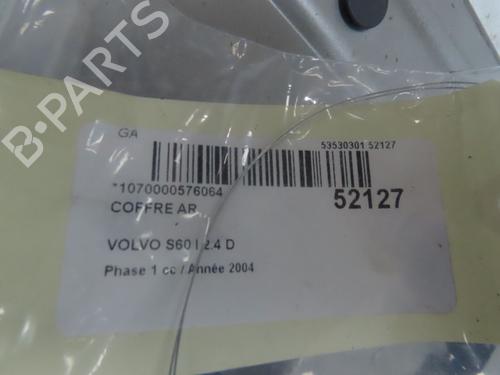 B-PARTS
GA
53530301 52127
*1070000576064
52127
COFFRE AR
VOLVO S60 I 2.4 D
Phase 1 cc / Année 2004